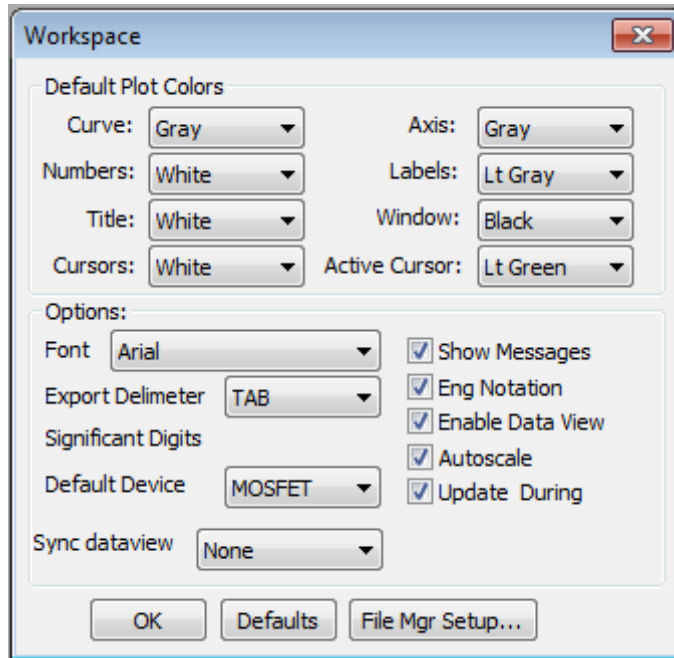 Workspace
Default Plot Colors
Curve: Gray Axis: Gray
Numbers: White Labels: Lt Gray
Title: White Window: Black
Cursors: White Active Cursor: Lt Green
Options:
Font Arial Show Messages
Export Delimeter TAB Eng Notation
Enable Data View
Significant Digits
Autoscale
Default Device MOSFET Update During
Sync dataview None
OK Defaults File Mgr Setup...